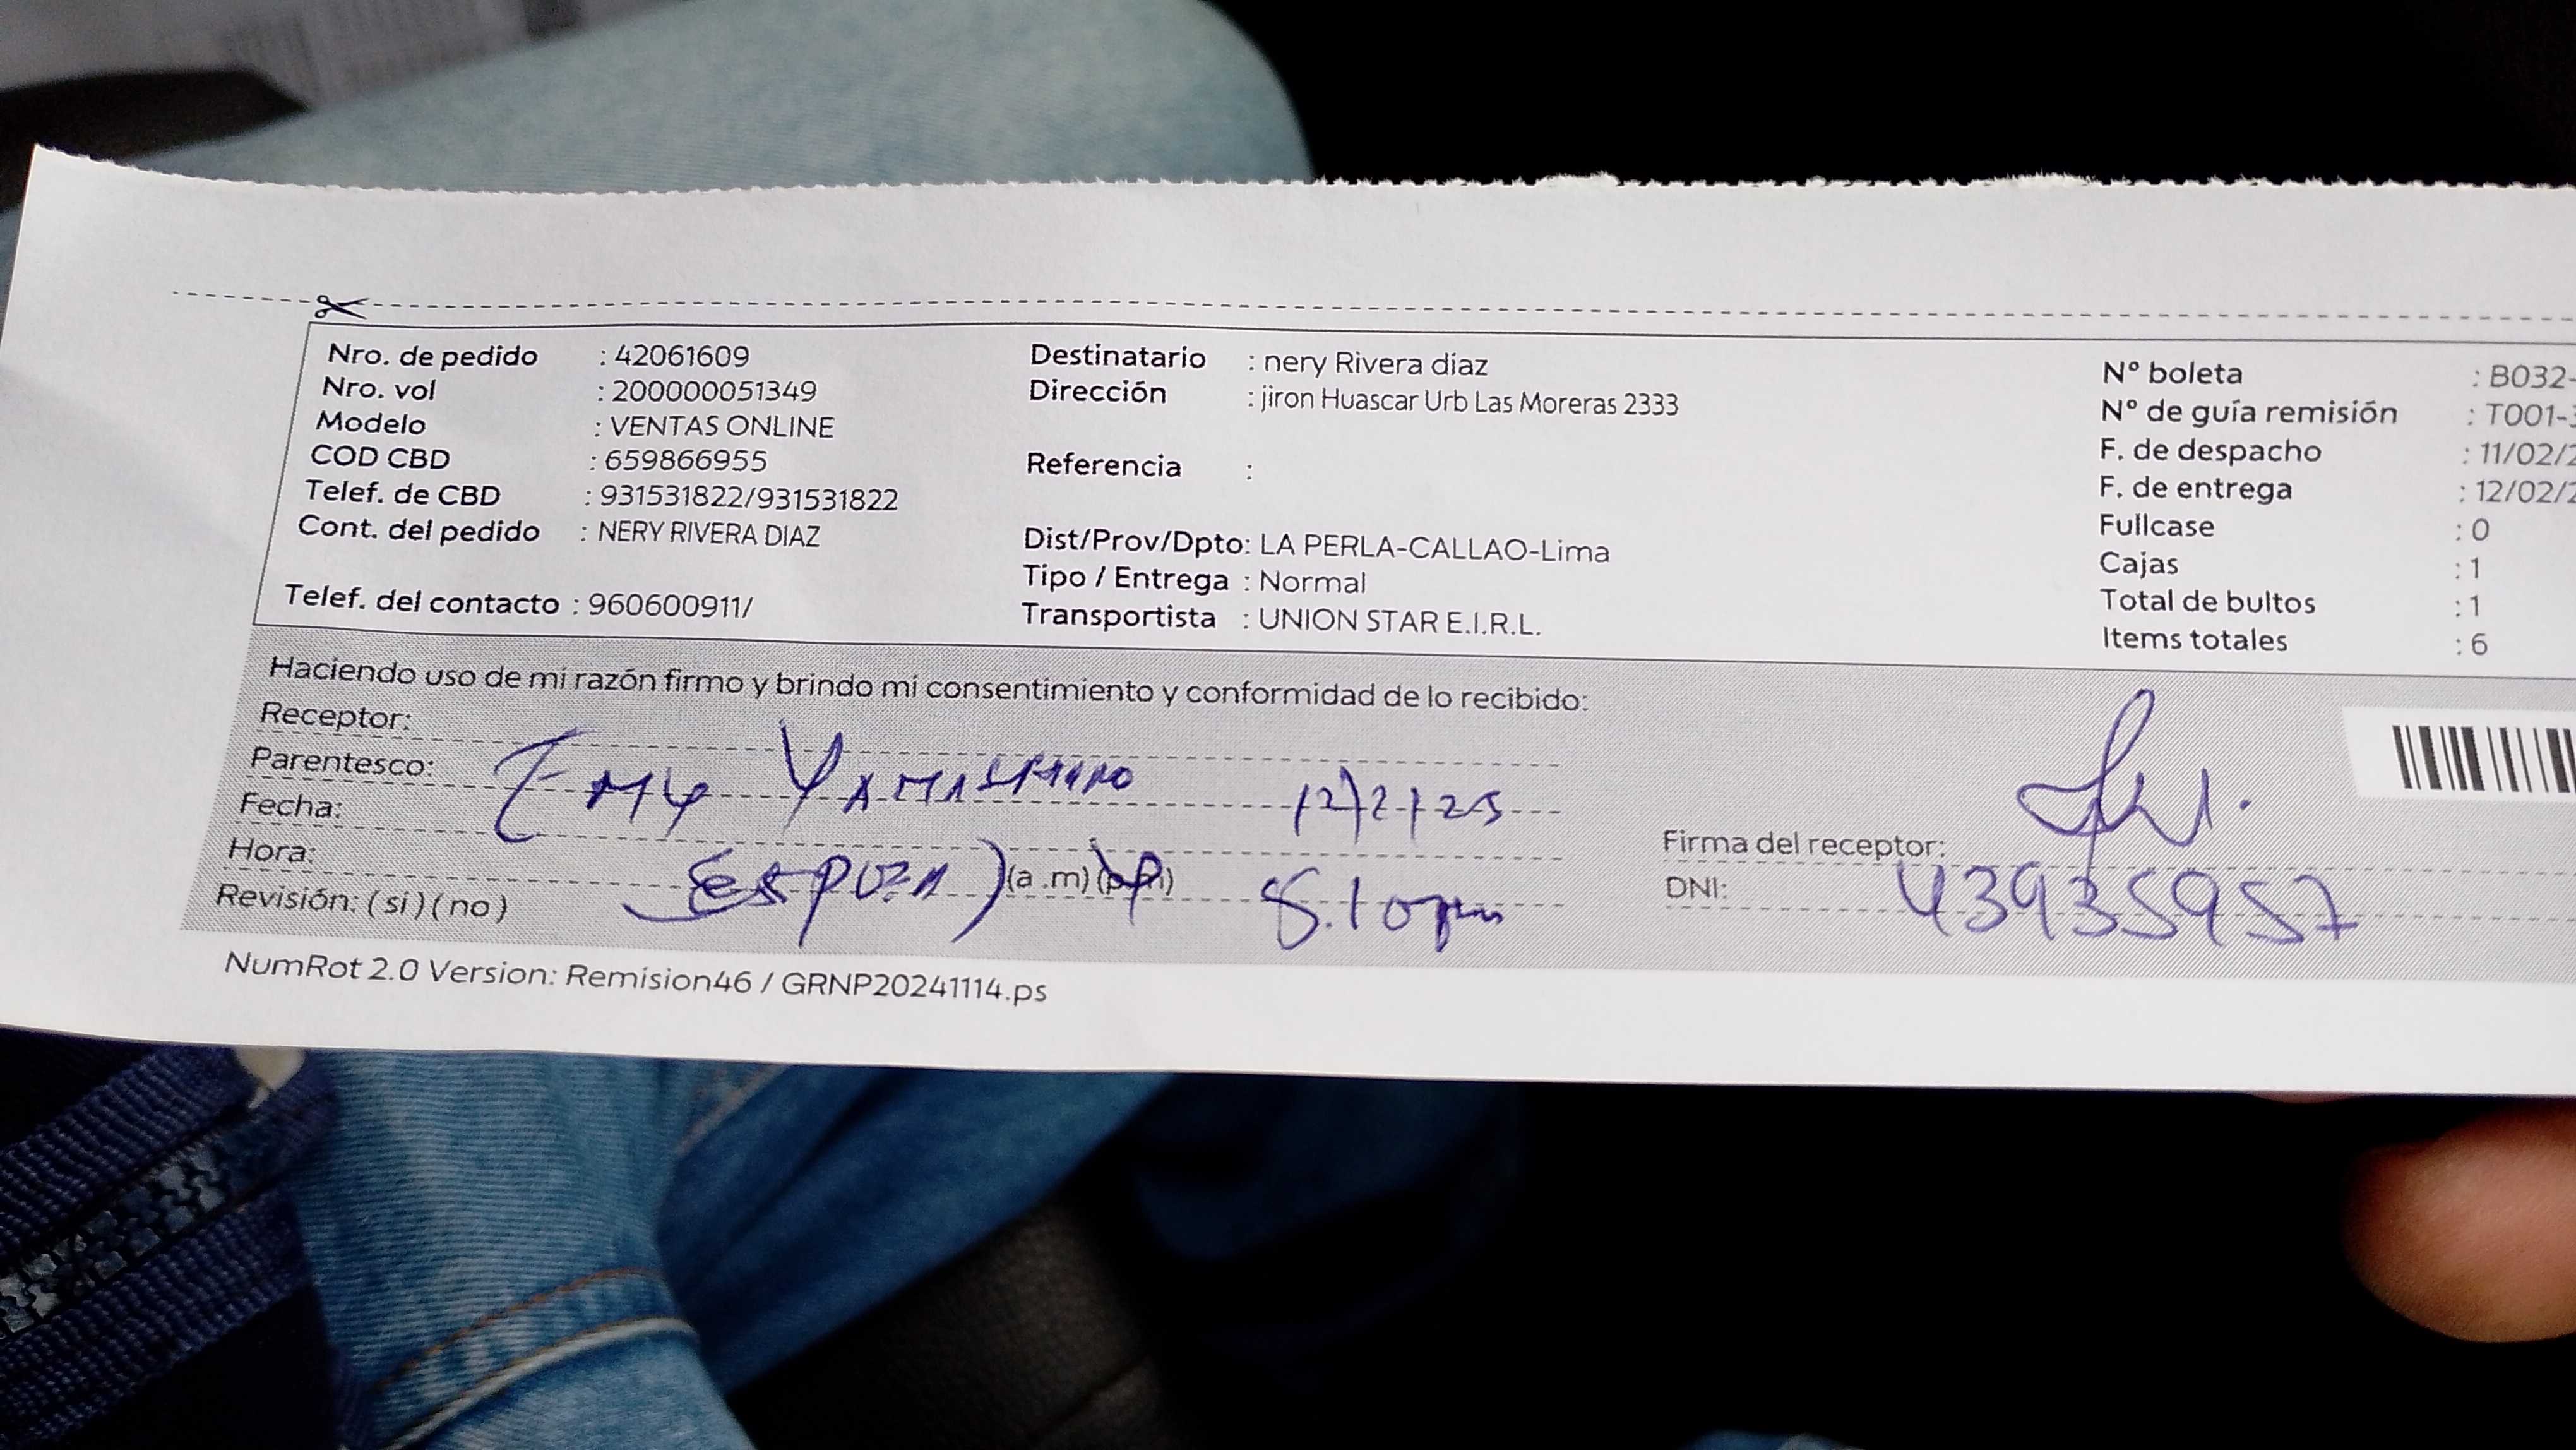 Nro. de pedido : 42061609
Nro. vol : 200000051349
Modelo : VENTAS ONLINE
COD CBD : 659866955
Telef. de CBD : 931531822/931531822
Cont. del pedido : NERY RIVERA DIAZ
Telef. del contacto : 960600911/
Destinatario : nery Rivera diaz
Dirección : jiron Huascar Urb Las Moreras 2333
Referencia :
Dist/Prov/Dpto: LA PERLA-CALLAO-Lima
Tipo / Entrega : Normal
Transportista : UNION STAR E.I.R.L.
N° boleta : B032-
N° de guía remisión : T001-
F. de despacho : 11/02/2
F. de entrega : 12/02/2
Fullcase : 0
Cajas : 1
Total de bultos : 1
Items totales : 6
Haciendo uso de mi razón firmo y brindo mi consentimiento y conformidad de lo recibido:
Receptor:
Parentesco: Emy Yamashiro 12/2/25
Fecha:
Hora: (espoza) (a.m) (p.m) 5.10pm
Revisión: ( si ) ( no )
Firma del receptor:
DNI: 43935957
NumRot 2.0 Version: Remision46 / GRNP20241114.ps